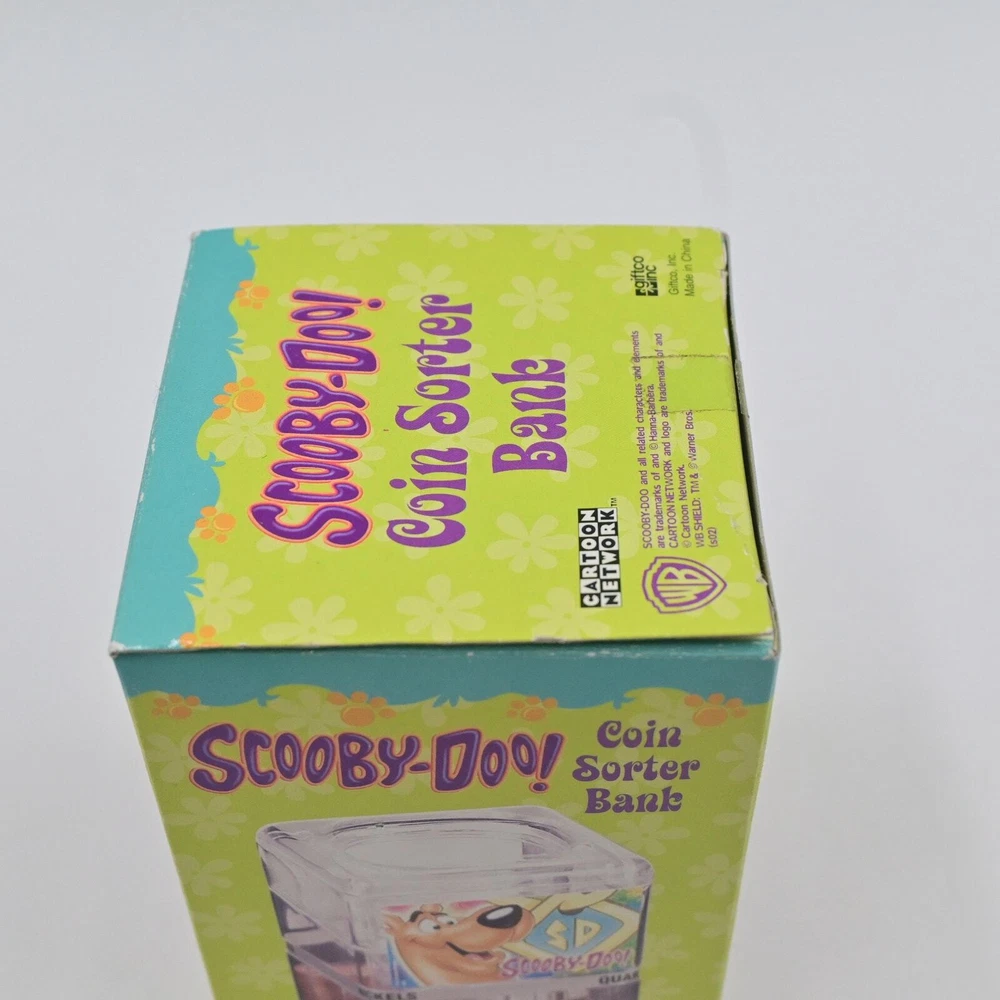 SCOOBY-DOO!
Coin Sorter
Bank
CARTOON
NETWORK™
WB
SCOOBY-DOO and all related characters and elements
are trademarks of and © Hanna-Barbera.
CARTOON NETWORK and logo are trademarks of and
© Cartoon Network.
WB SHIELD: TM & © Warner Bros.
(s02)
giftco
inc
Giftco, Inc.
Made in China
SCOOBY-DOO!
Coin
Sorter
Bank
SD
SCOOBY-DOO!